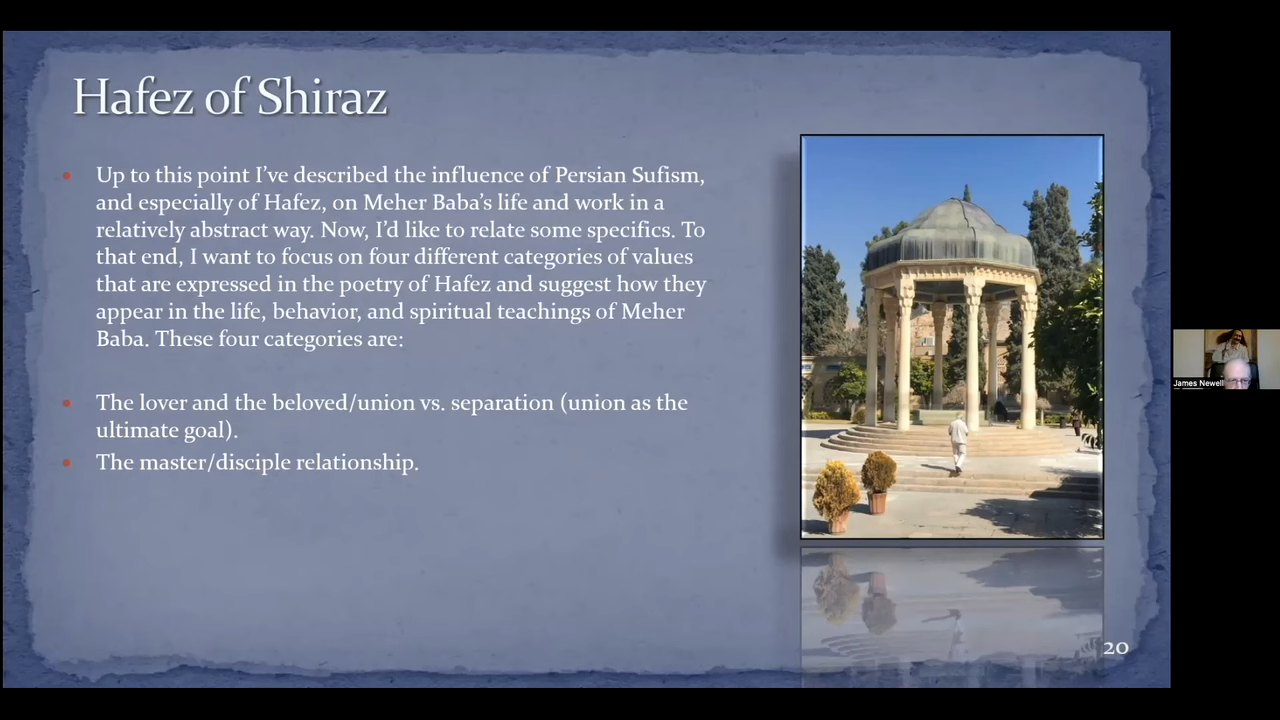 Hafez of Shiraz
Up to this point I've described the influence of Persian Sufism,
and especially of Hafez, on Meher Baba's life and work in a
relatively abstract way. Now, I'd like to relate some specifics. To
that end, I want to focus on four different categories of values
that are expressed in the poetry of Hafez and suggest how they
appear in the life, behavior, and spiritual teachings of Meher
Baba. These four categories are:
The lover and the beloved/union vs. separation (union as the
ultimate goal).
The master/disciple relationship.
James Newell
20